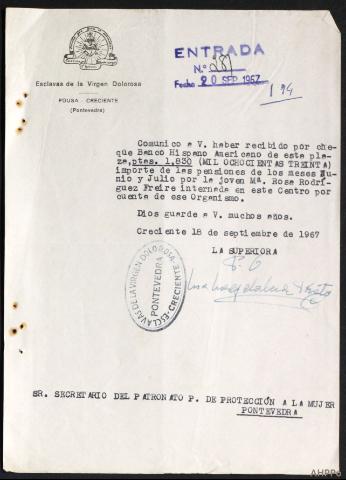 Esclavas de la Virgen Dolorosa
POUSA - CRECIENTE
(Pontevedra)
ENTRADA
N.º 281
Fecha 20 SEP. 1967
194
Comunico a V. haber recibido por che-
que Banco Hispano Americano de esta pla-
za,ptas. 1,830 (MIL OCHOCIENTAS TREINTA)
importe de las pensiones de los meses Ju-
nio y Julio por la joven Mª. Rosa Rodrí-
guez Freire internada en este Centro por
cuenta de ese Organismo.
Dios guarde a V. muchos años.
Creciente 18 de septiembre de 1967
LA SUPERIORA
ESCLAVAS DE LA VIRGEN DOLOROSA
PONTEVEDRA
CRECIENTE
SR. SECRETARIO DEL PATRONATO P. DE PROTECCIÓN A LA MUJER
PONTEVEDRA
AHPPo